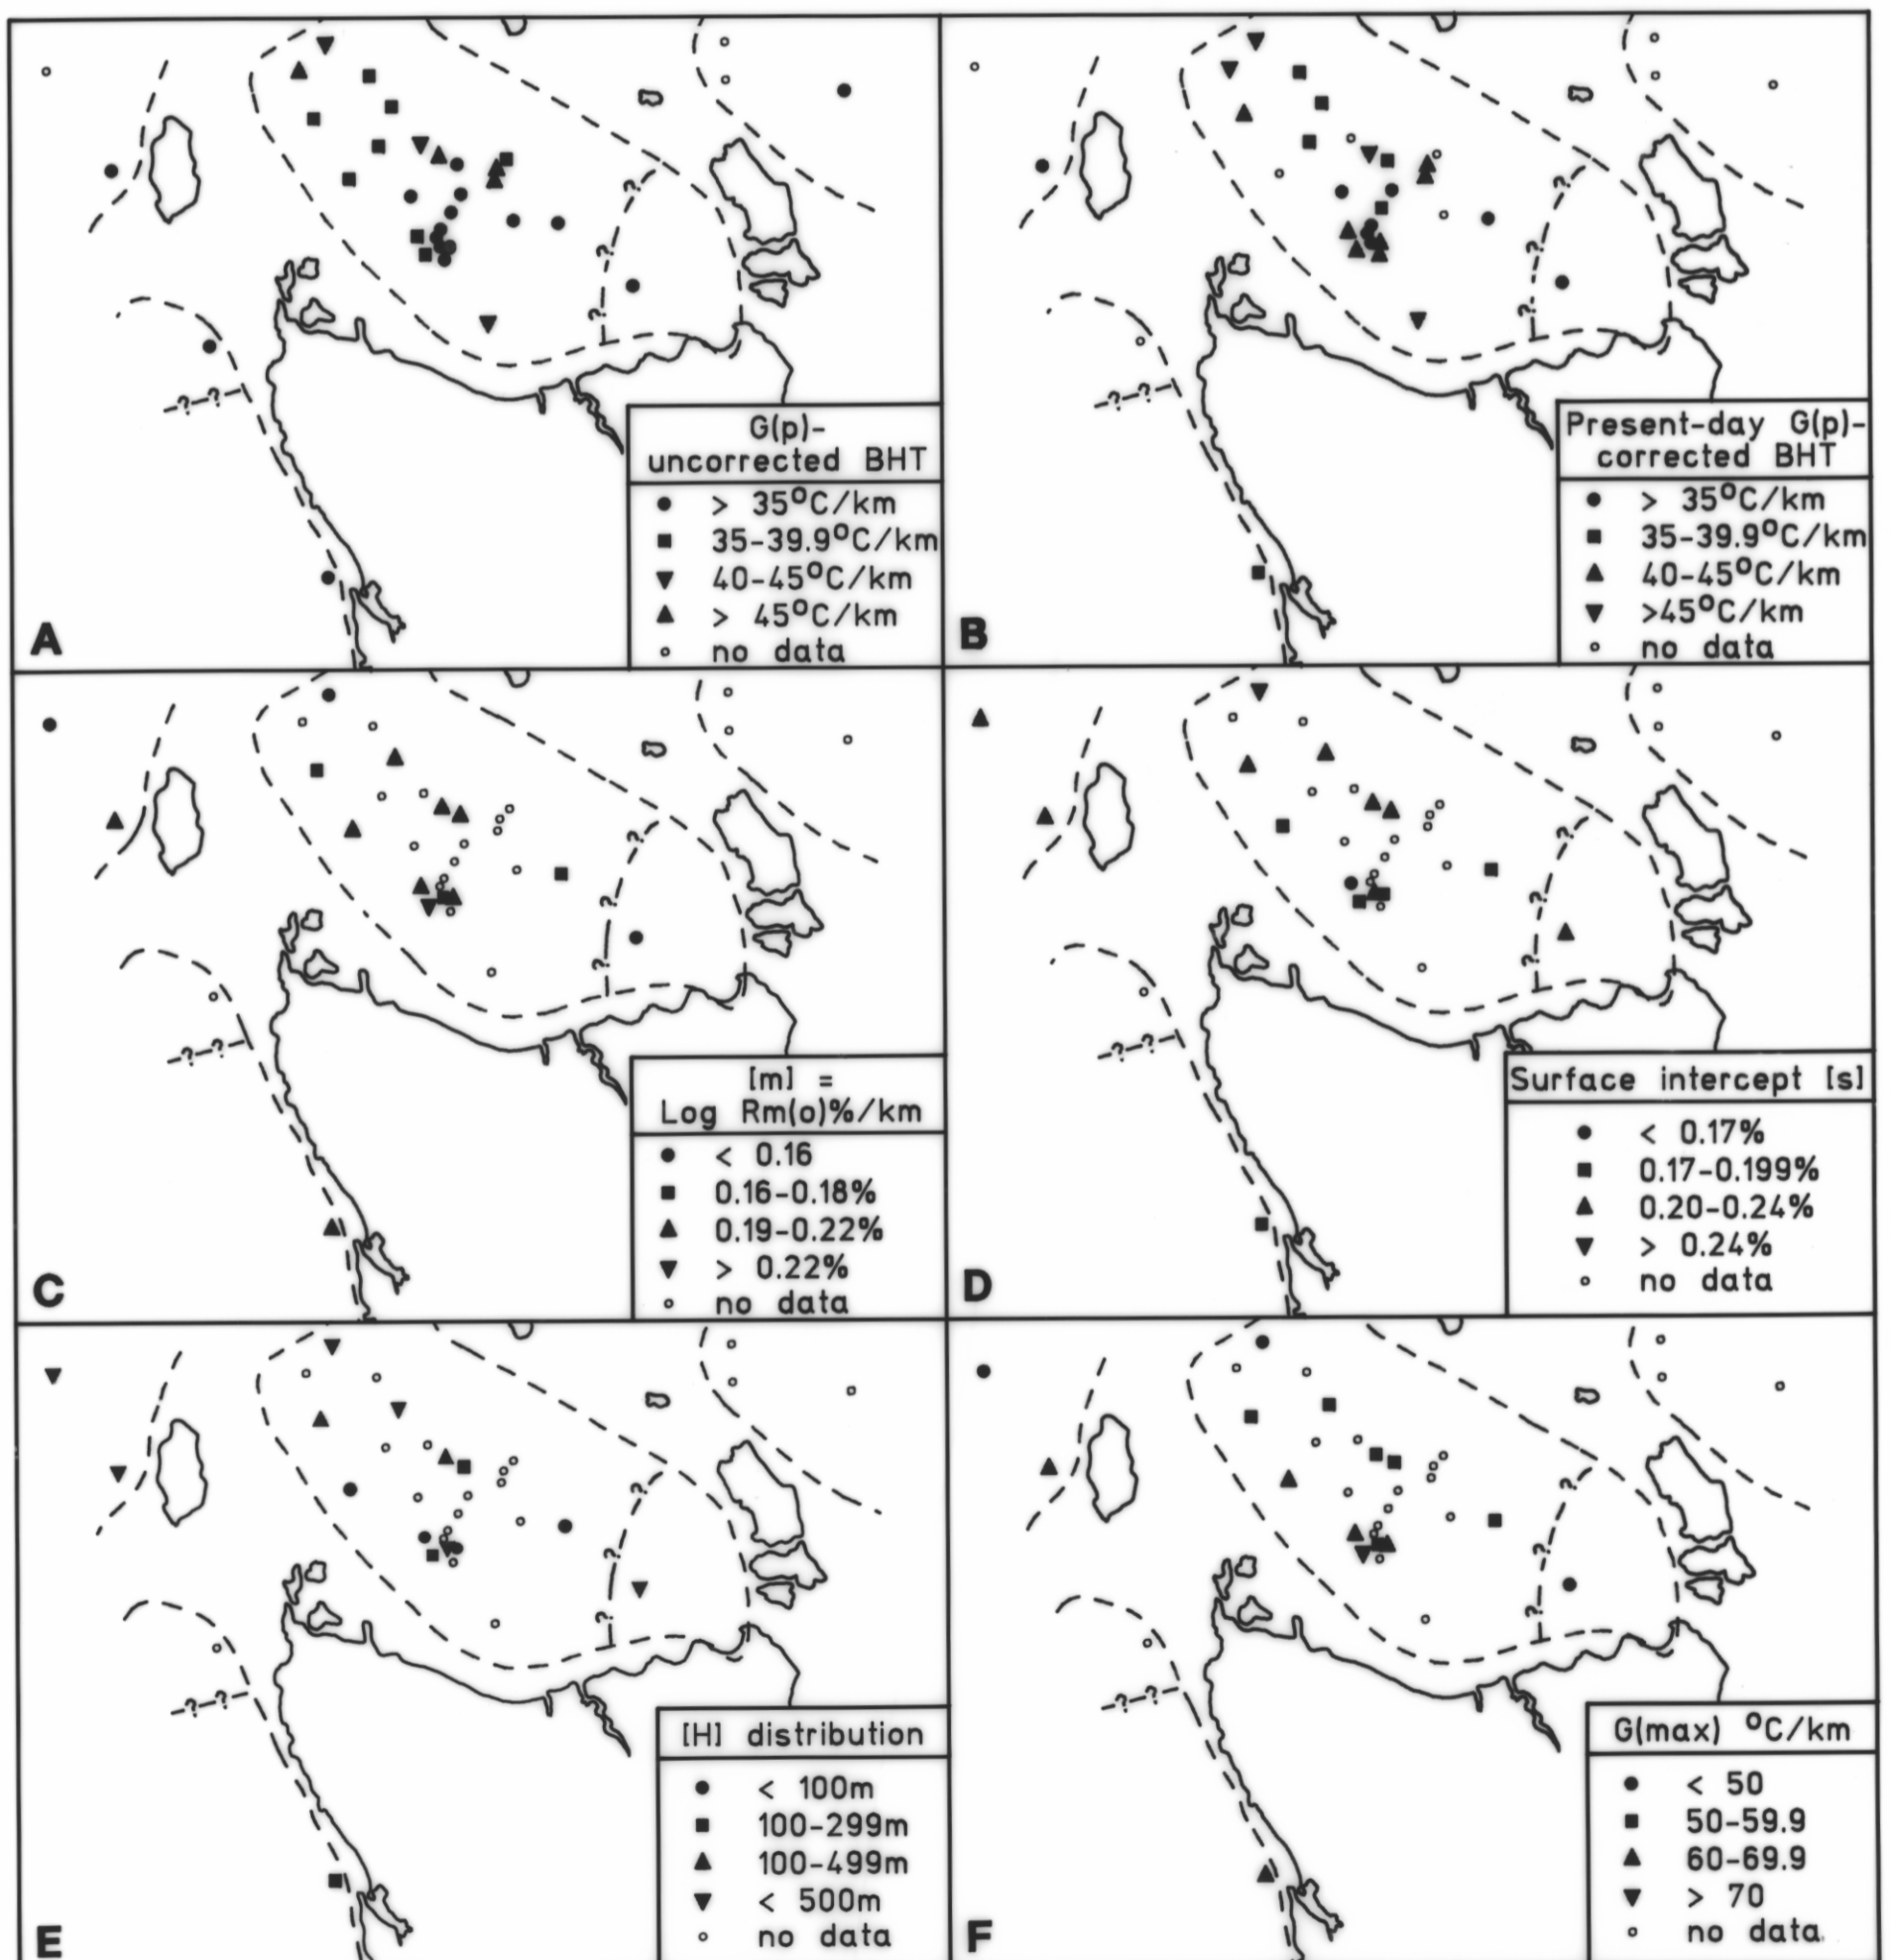 G(p)-
uncorrected BHT
> 35°C/km
35-39.9°C/km
40-45°C/km
> 45°C/km
no data
A
? ? ? ? ?
Present-day G(p)-
corrected BHT
> 35°C/km
35-39.9°C/km
40-45°C/km
>45°C/km
no data
B
? ? ? ? ?
[m] =
Log Rm(o)%/km
< 0.16
0.16-0.18%
0.19-0.22%
> 0.22%
no data
C
? ? ? ? ?
Surface intercept [s]
< 0.17%
0.17-0.199%
0.20-0.24%
> 0.24%
no data
D
? ? ? ? ?
[H] distribution
< 100m
100-299m
100-499m
< 500m
no data
E
? ? ? ? ?
G(max) °C/km
< 50
50-59.9
60-69.9
> 70
no data
F
? ? ? ? ?